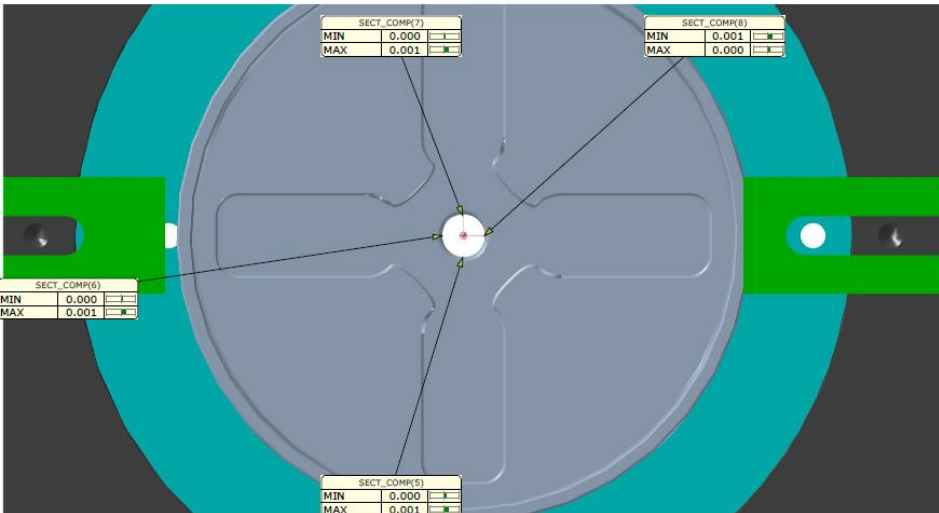 SECT_COMP(7)
MIN 0.000
MAX 0.001
SECT_COMP(8)
MIN 0.001
MAX 0.000
SECT_COMP(6)
MIN 0.000
MAX 0.001
SECT_COMP(5)
MIN 0.000
MAX 0.001